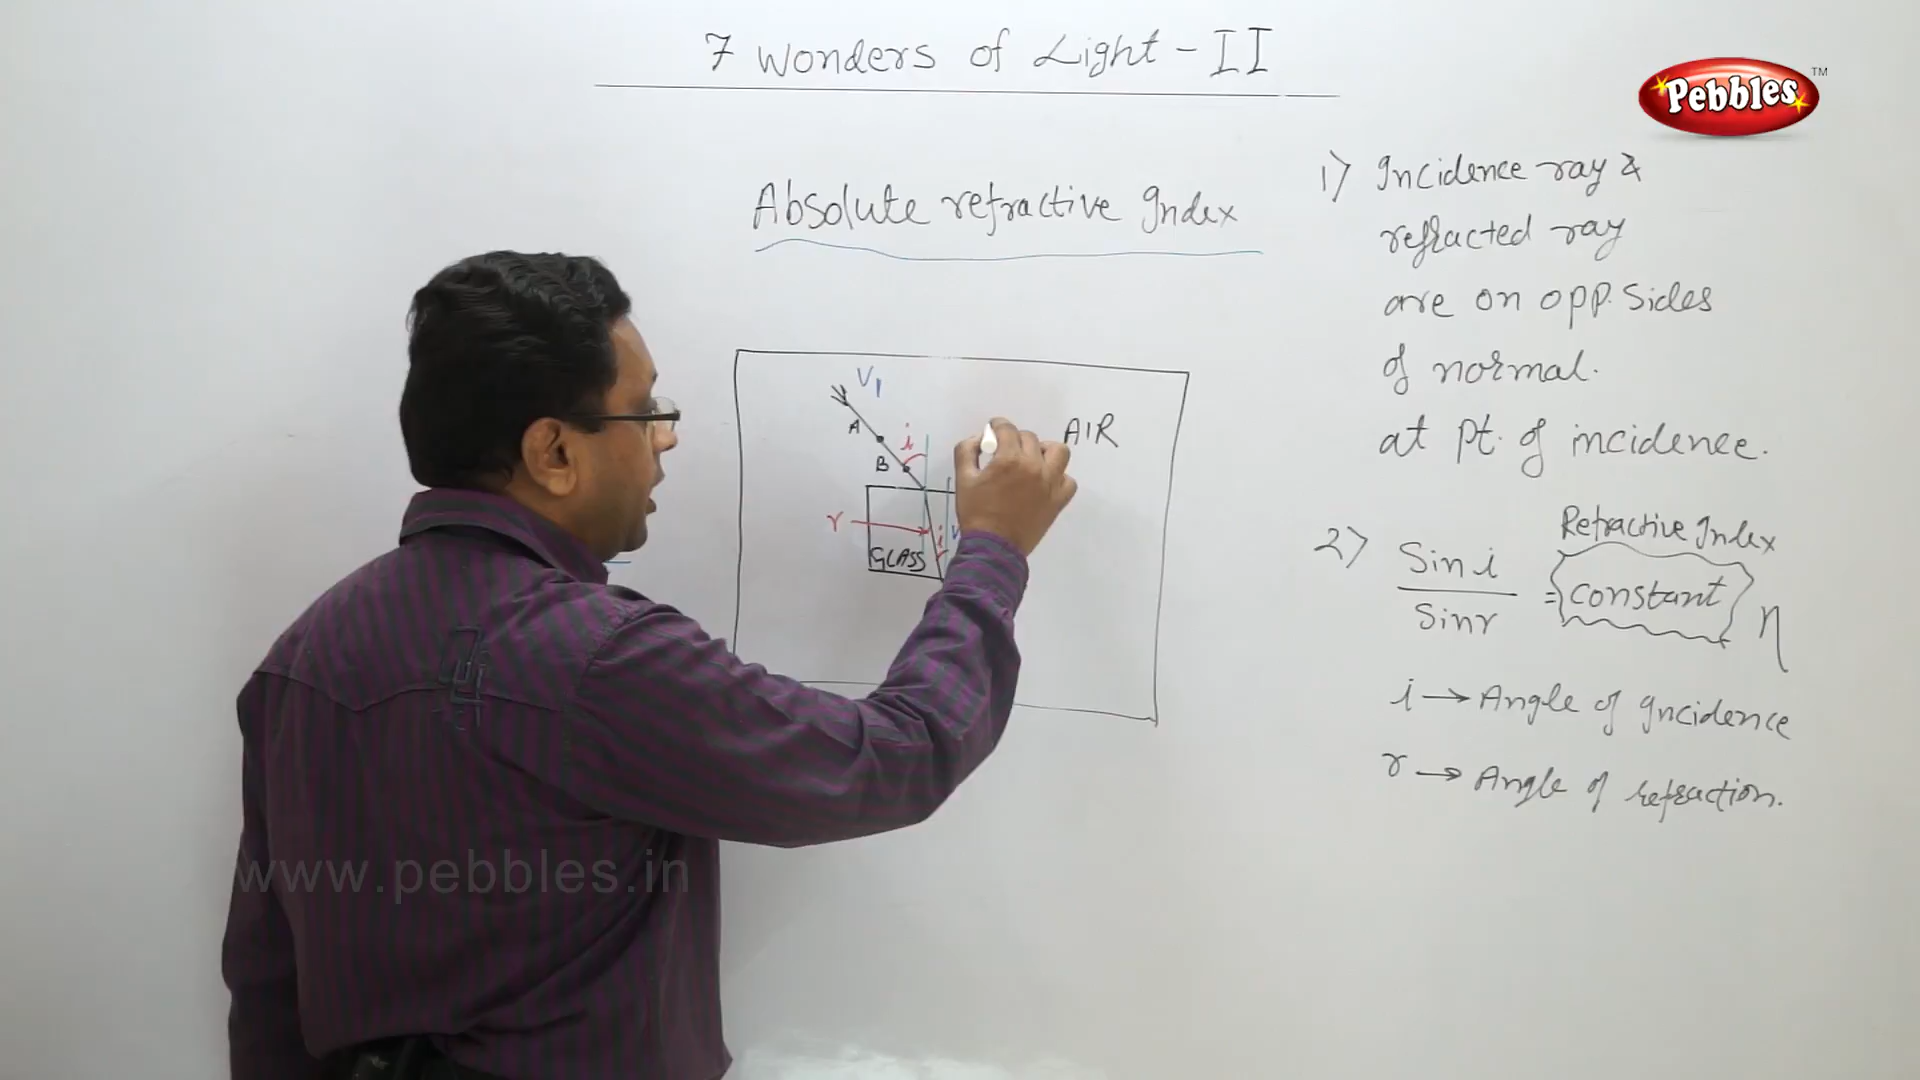 7 Wonders of Light - II
Pebbles TM
Absolute refractive Index
1) Incidence ray &
refracted ray
are on opp. sides
of normal.
at pt. of incidence.
V1
A
i
B
AIR
r
i
GLASS
Refractive Index
2) Sin i
Sin r
= constant n
i → Angle of Incidence
r → Angle of refraction.
www.pebbles.in